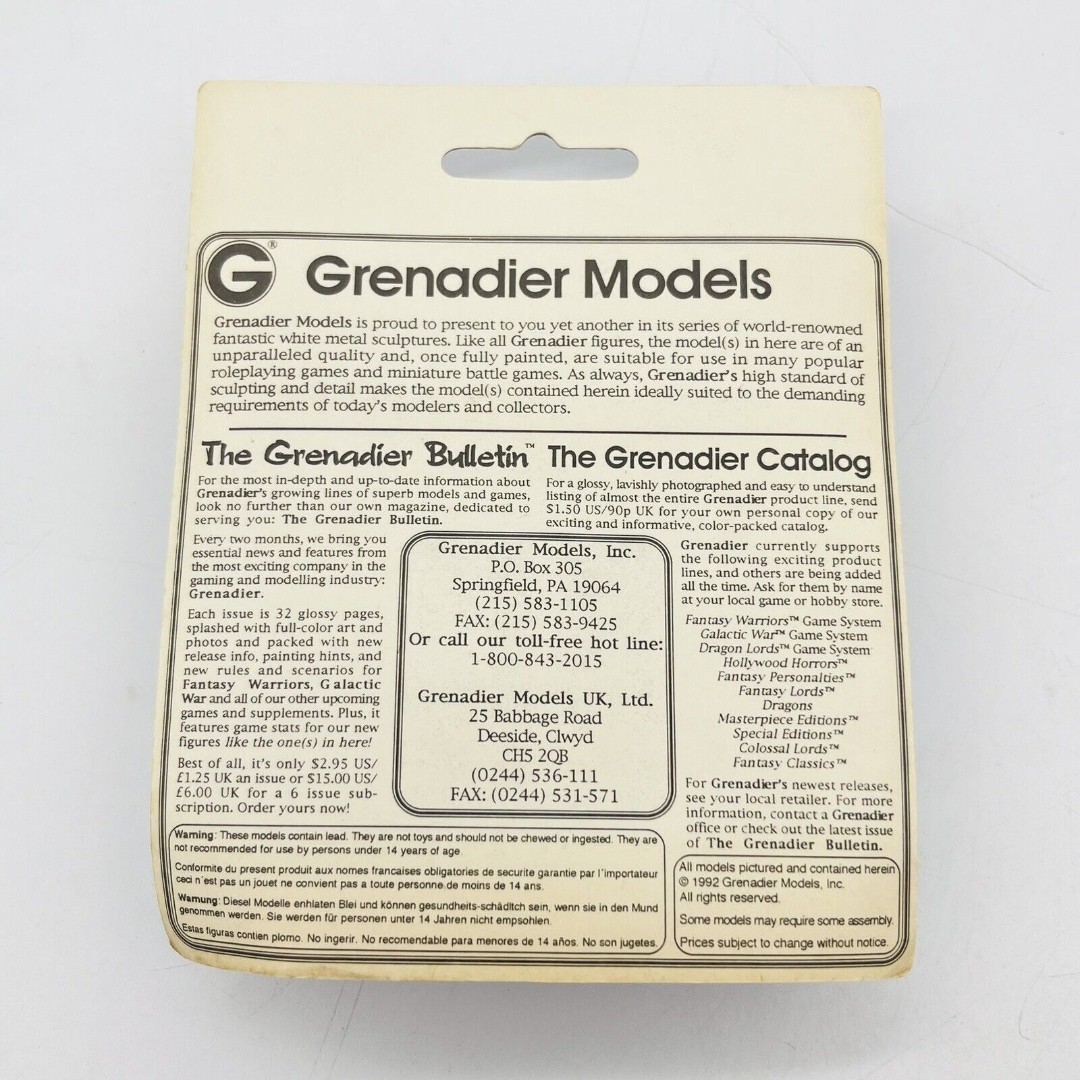 G®
Grenadier Models
Grenadier Models is proud to present to you yet another in its series of world-renowned
fantastic white metal sculptures. Like all Grenadier figures, the model(s) in here are of an
unparalleled quality and, once fully painted, are suitable for use in many popular
roleplaying games and miniature battle games. As always, Grenadier's high standard of
sculpting and detail makes the model(s) contained herein ideally suited to the demanding
requirements of today's modelers and collectors.
The Grenadier Bulletin™
For the most in-depth and up-to-date information about
Grenadier's growing lines of superb models and games,
look no further than our own magazine, dedicated to
serving you: The Grenadier Bulletin.
Every two months, we bring you
essential news and features from
the most exciting company in the
gaming and modelling industry:
Grenadier.
Each issue is 32 glossy pages,
splashed with full-color art and
photos and packed with new
release info, painting hints, and
new rules and scenarios for
Fantasy Warriors, Galactic
War and all of our other upcoming
games and supplements. Plus, it
features game stats for our new
figures like the one(s) in here!
Best of all, it's only $2.95 US/
£1.25 UK an issue or $15.00 US/
£6.00 UK for a 6 issue sub-
scription. Order yours now!
The Grenadier Catalog
For a glossy, lavishly photographed and easy to understand
listing of almost the entire Grenadier product line, send
$1.50 US/90p UK for your own personal copy of our
exciting and informative, color-packed catalog.
Grenadier Models, Inc.
P.O. Box 305
Springfield, PA 19064
(215) 583-1105
FAX: (215) 583-9425
Or call our toll-free hot line:
1-800-843-2015
Grenadier Models UK, Ltd.
25 Babbage Road
Deeside, Clwyd
CH5 2QB
(0244) 536-111
FAX: (0244) 531-571
Grenadier currently supports
the following exciting product
lines, and others are being added
all the time. Ask for them by name
at your local game or hobby store.
Fantasy Warriors™ Game System
Galactic War™ Game System
Dragon Lords™ Game System
Hollywood Horrors™
Fantasy Personalties™
Fantasy Lords™
Dragons
Masterpiece Editions™
Special Editions™
Colossal Lords™
Fantasy Classics™
For Grenadier's newest releases,
see your local retailer. For more
information, contact a Grenadier
office or check out the latest issue
of The Grenadier Bulletin.
Warning: These models contain lead. They are not toys and should not be chewed or ingested. They are
not recommended for use by persons under 14 years of age.
Conformite du present produit aux nomes francaises obligatories de securite garantie par l'importateur
ceci n'est pas un jouet ne convient pas a toute personne de moins de 14 ans.
Warnung: Diesel Modelle enhlaten Blei und können gesundheits-schäditch sein, wenn sie in den Mund
genommen werden. Sie werden für personen unter 14 Jahren nicht empsohlen.
Estas figuras contien plomo. No ingerir. No recomendable para menores de 14 años. No son jugetes.
All models pictured and contained herein
© 1992 Grenadier Models, Inc.
All rights reserved.
Some models may require some assembly.
Prices subject to change without notice.